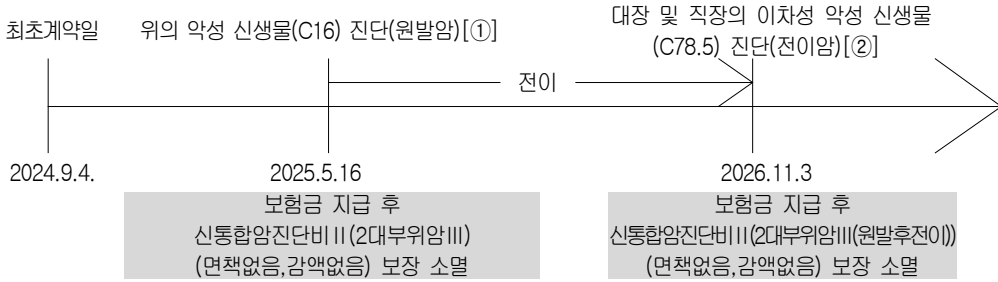 최초계약일
위의 악성 신생물(C16) 진단(원발암)[①]
대장 및 직장의 이차성 악성 신생물
(C78.5) 진단(전이암)[②]
전이
2024.9.4.
2025.5.16
2026.11.3
보험금 지급 후
신통합암진단비Ⅱ(2대부위암Ⅲ)
(면책없음,감액없음) 보장 소멸
보험금 지급 후
신통합암진단비Ⅱ(2대부위암Ⅲ(원발후전이))
(면책없음,감액없음) 보장 소멸